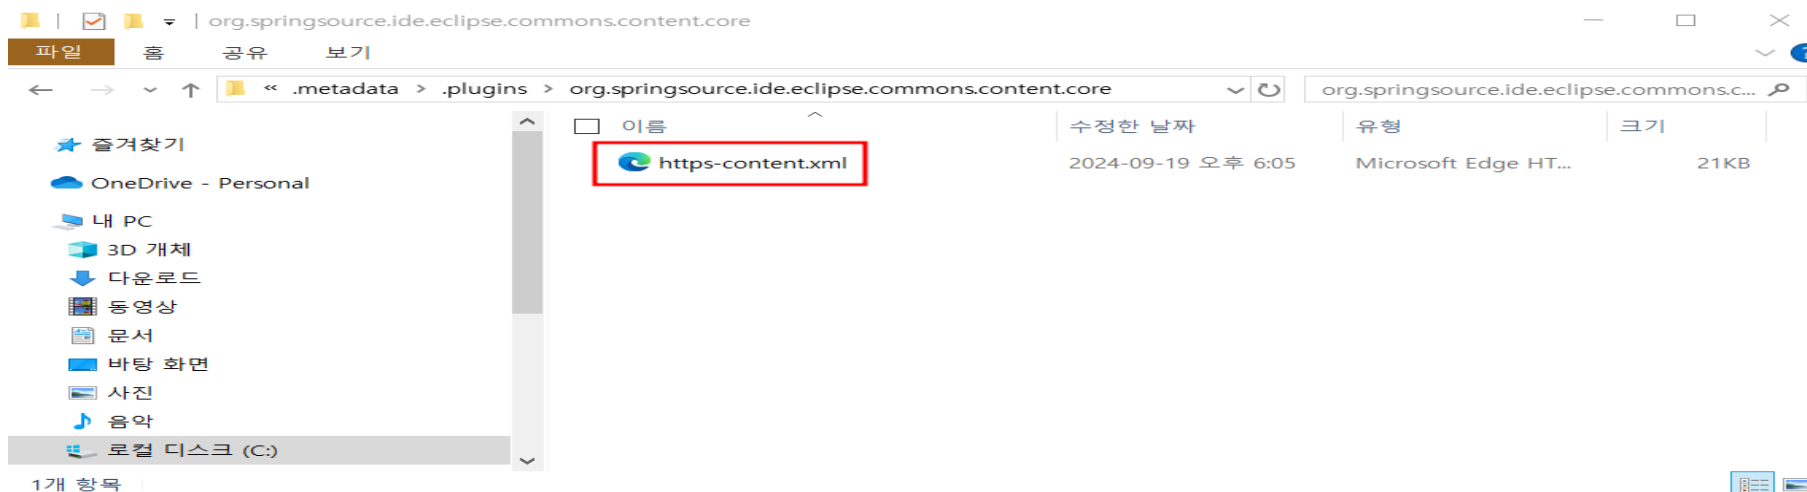 org.springsource.ide.eclipse.commons.content.core
파일 홈 공유 보기
« .metadata > .plugins > org.springsource.ide.eclipse.commons.content.core org.springsource.ide.eclipse.commons.c...
이름 수정한 날짜 유형 크기
https-content.xml 2024-09-19 오후 6:05 Microsoft Edge HT... 21KB
즐겨찾기
OneDrive - Personal
내 PC
3D 개체
다운로드
동영상
문서
바탕 화면
사진
음악
로컬 디스크 (C:)
1개 항목